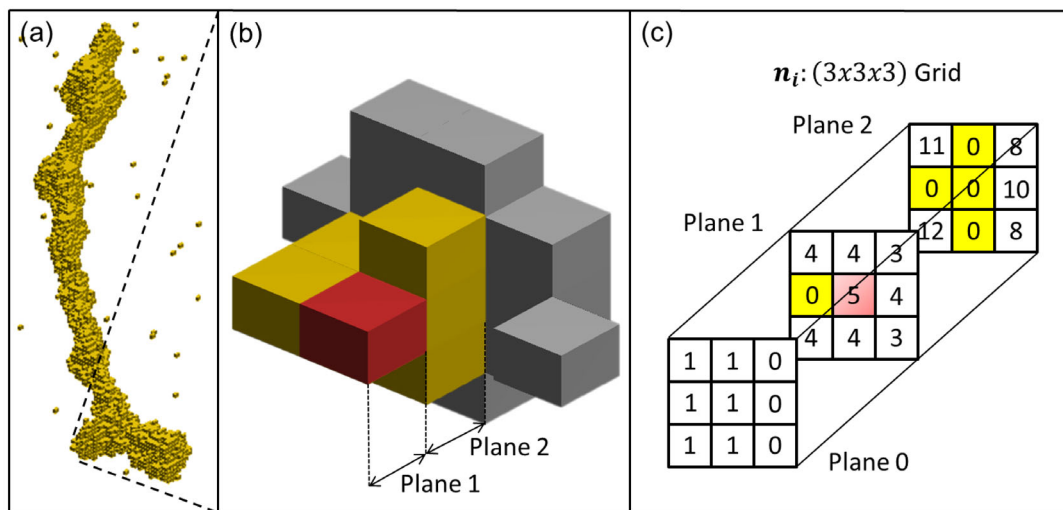 (a)
(b)
Plane 1
Plane 2
(c)
n_i: (3x3x3) Grid
Plane 2
11 0 8
0 0 10
12 0 8
Plane 1
4 4 3
0 5 4
4 4 3
1 1 0
1 1 0
1 1 0
Plane 0